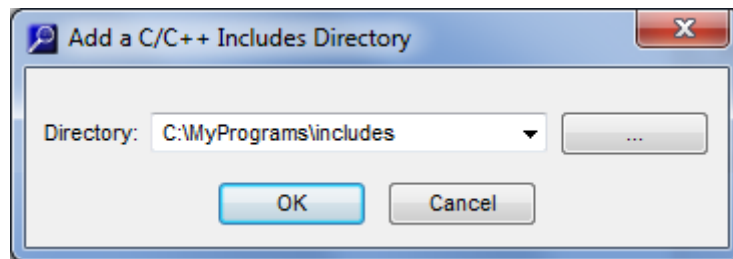 Add a C/C++ Includes Directory
Directory: C:\MyPrograms\includes ...
OK Cancel